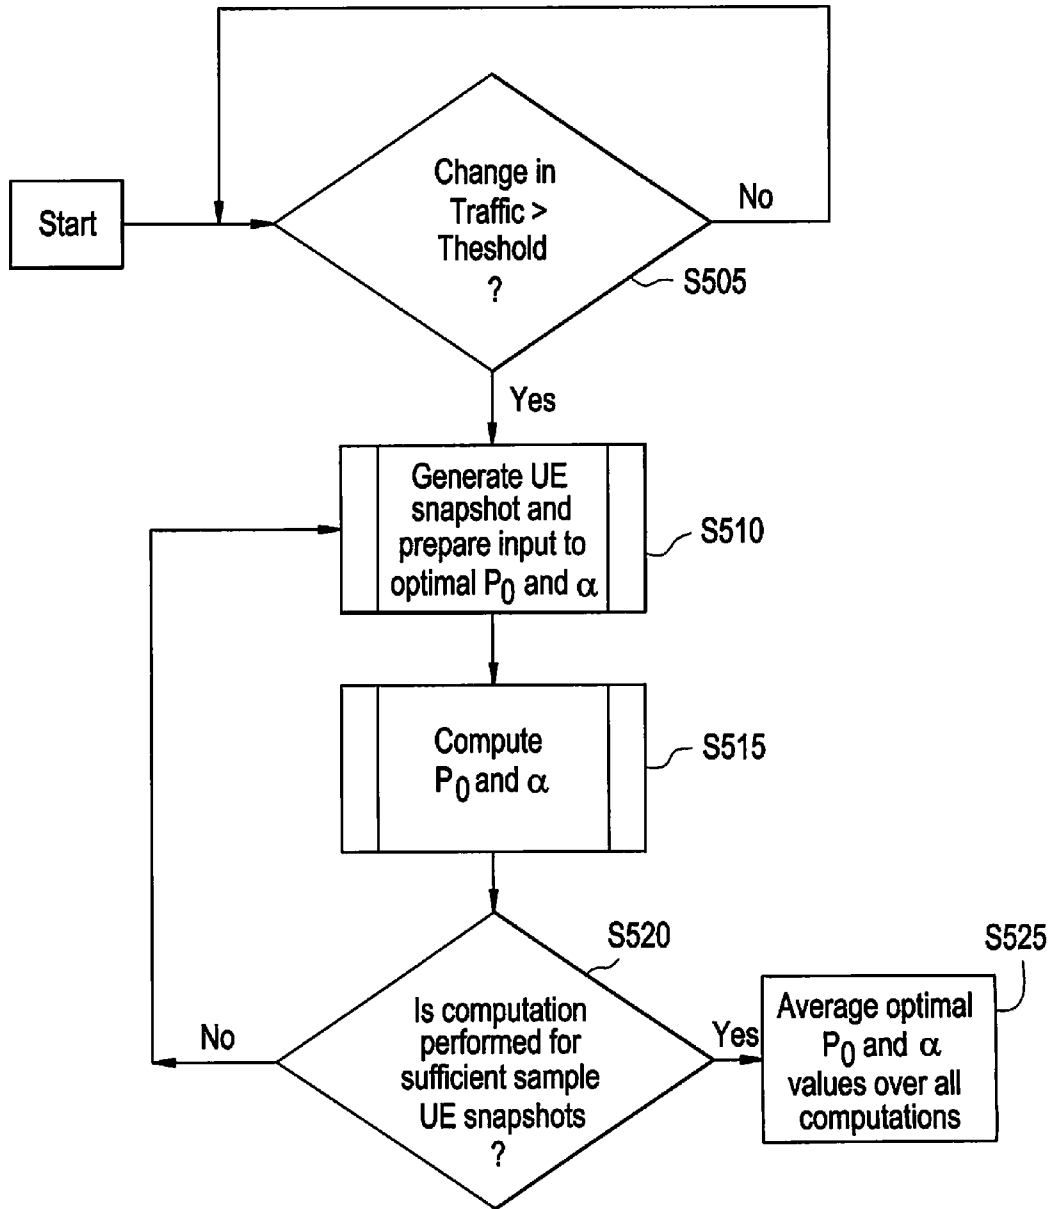 Start
Change in
Traffic >
Theshold
?
No
S505
Yes
Generate UE
snapshot and
prepare input to
optimal P0 and α
S510
Compute
P0 and α
S515
S520
Is computation
performed for
sufficient sample
UE snapshots
?
No
Yes
S525
Average optimal
P0 and α
values over all
computations